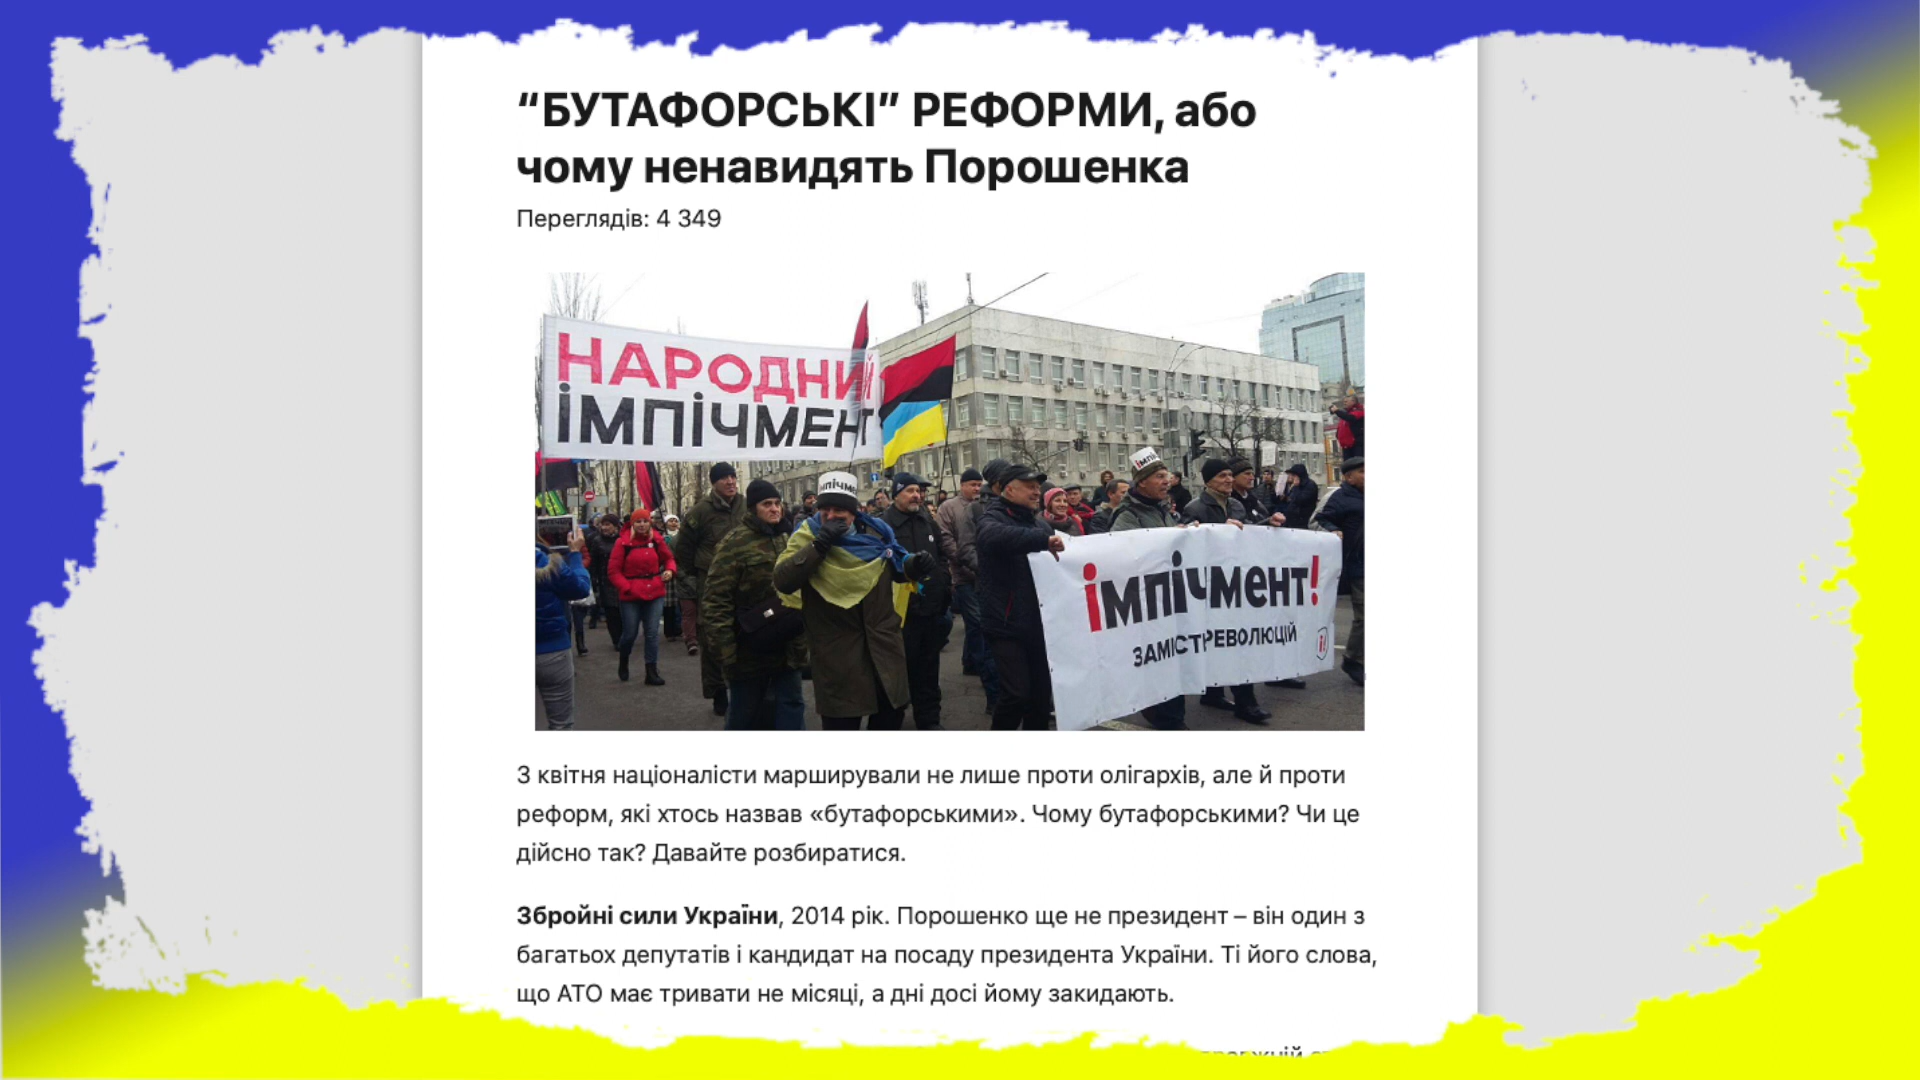 “БУТАФОРСЬКІ” РЕФОРМИ, або
чому ненавидять Порошенка
Переглядів: 4 349
НАРОДНИЙ
ІМПІЧМЕНТ
імпічмент!
ЗАМІСТЬ РЕВОЛЮЦІЙ
3 квітня націоналісти марширували не лише проти олігархів, але й проти
реформ, які хтось назвав «бутафорськими». Чому бутафорськими? Чи це
дійсно так? Давайте розбиратися.
Збройні сили України, 2014 рік. Порошенко ще не президент – він один з
багатьох депутатів і кандидат на посаду президента України. Ті його слова,
що АТО має тривати не місяці, а дні досі йому закидають.